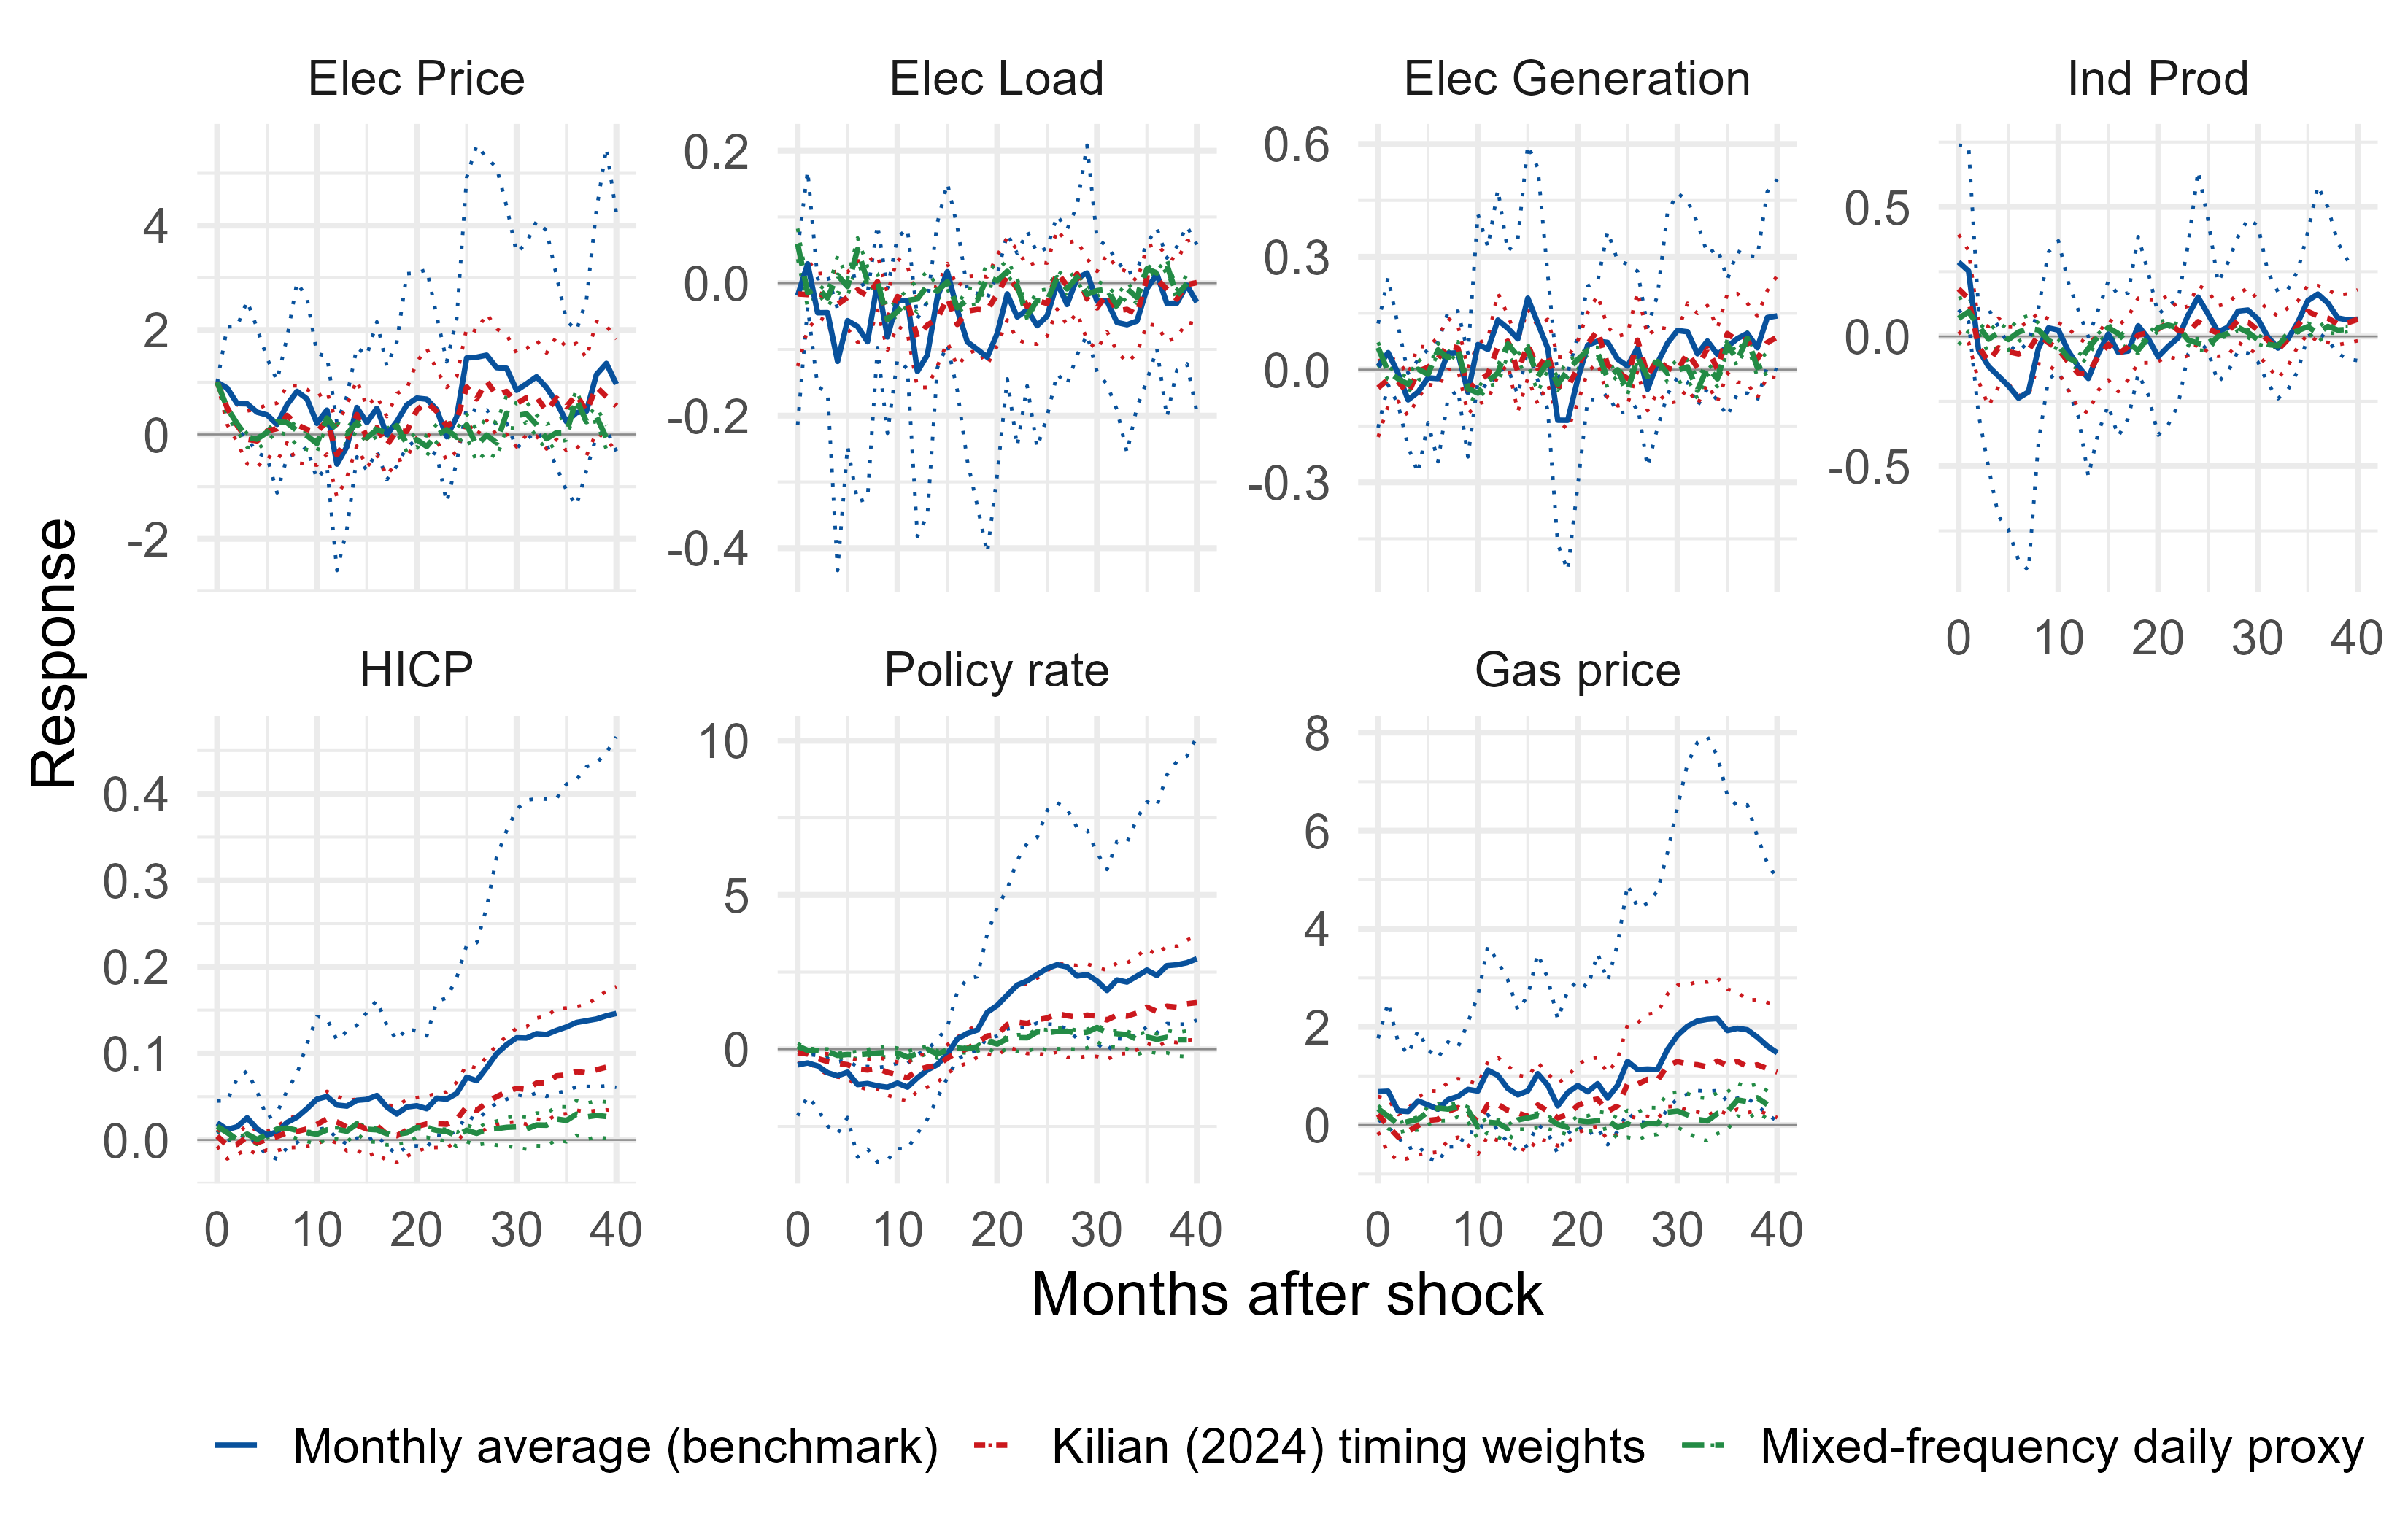 Elec Price
Elec Load
Elec Generation
Ind Prod
4
2
0
-2
0.2
0.0
-0.2
-0.4
0.6
0.3
0.0
-0.3
0.5
0.0
-0.5
0 10 20 30 40
Response
HICP
Policy rate
Gas price
0.4
0.3
0.2
0.1
0.0
0 10 20 30 40
10
5
0
0 10 20 30 40
8
6
4
2
0
0 10 20 30 40
Months after shock
Monthly average (benchmark)
Kilian (2024) timing weights
Mixed-frequency daily proxy